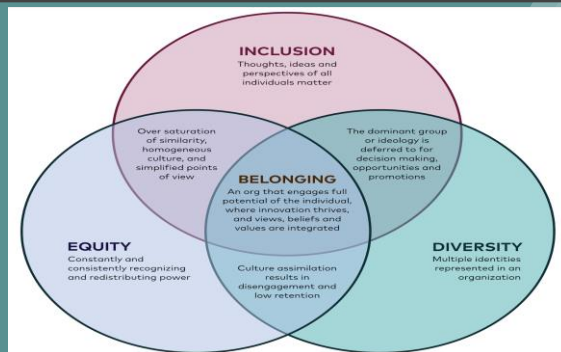 INCLUSION
Thoughts, ideas and
perspectives of all
individuals matter
Over saturation
of similarity,
homogeneous
culture, and
simplified points
of view
The dominant group
or ideology is
deferred to for
decision making,
opportunities and
promotions
BELONGING
An org that engages full
potential of the individual,
where innovation thrives,
and views, beliefs and
values are integrated
EQUITY
Constantly and
consistently recognizing
and redistributing power
DIVERSITY
Multiple identities
represented in an
organization
Culture assimilation
results in
disengagement and
low retention